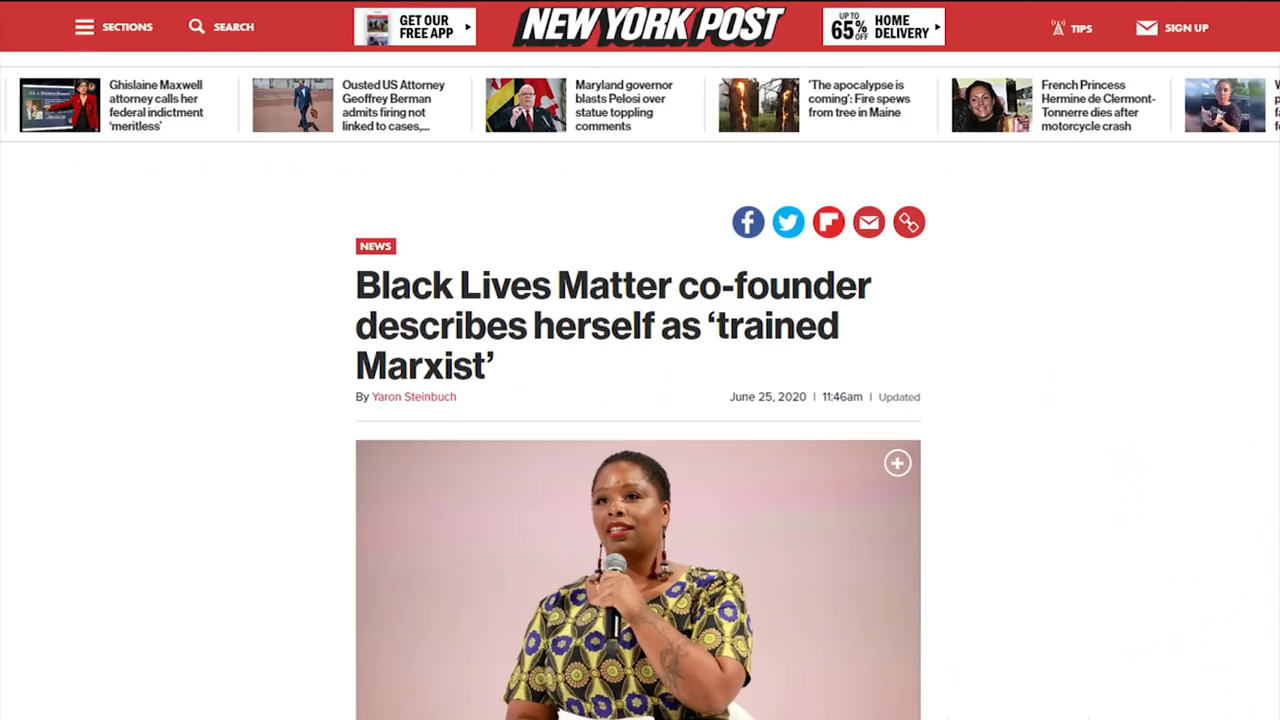 SECTIONS
SEARCH
GET OUR
FREE APP
NEW YORK POST
UP TO
65% OFF
HOME
DELIVERY
TIPS
SIGN UP
Ghislaine Maxwell
attorney calls her
federal indictment
‘meritless’
Ousted US Attorney
Geoffrey Berman
admits firing not
linked to cases,...
Maryland governor
blasts Pelosi over
statue toppling
comments
‘The apocalypse is
coming’: Fire spews
from tree in Maine
French Princess
Hermine de Clermont-
Tonnerre dies after
motorcycle crash
NEWS
Black Lives Matter co-founder
describes herself as ‘trained
Marxist’
By Yaron Steinbuch
June 25, 2020 | 11:46am | Updated